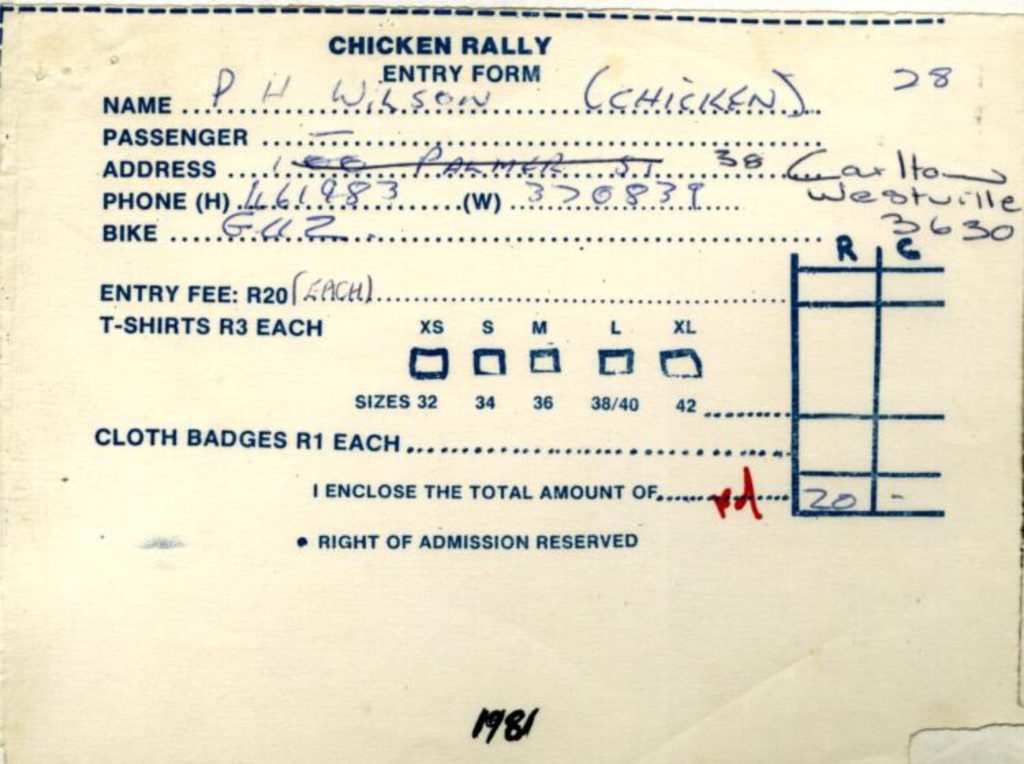 CHICKEN RALLY
ENTRY FORM
28
NAME P H WILSON (CHICKEN)
PASSENGER —
ADDRESS 100 PALMER ST 38 Carlton
Westville
3630
PHONE (H) 461983 (W) 370839
BIKE GUZ
R C
ENTRY FEE: R20 (EACH)
T-SHIRTS R3 EACH XS S M L XL
SIZES 32 34 36 38/40 42
CLOTH BADGES R1 EACH
I ENCLOSE THE TOTAL AMOUNT OF 20 -
• RIGHT OF ADMISSION RESERVED
1981